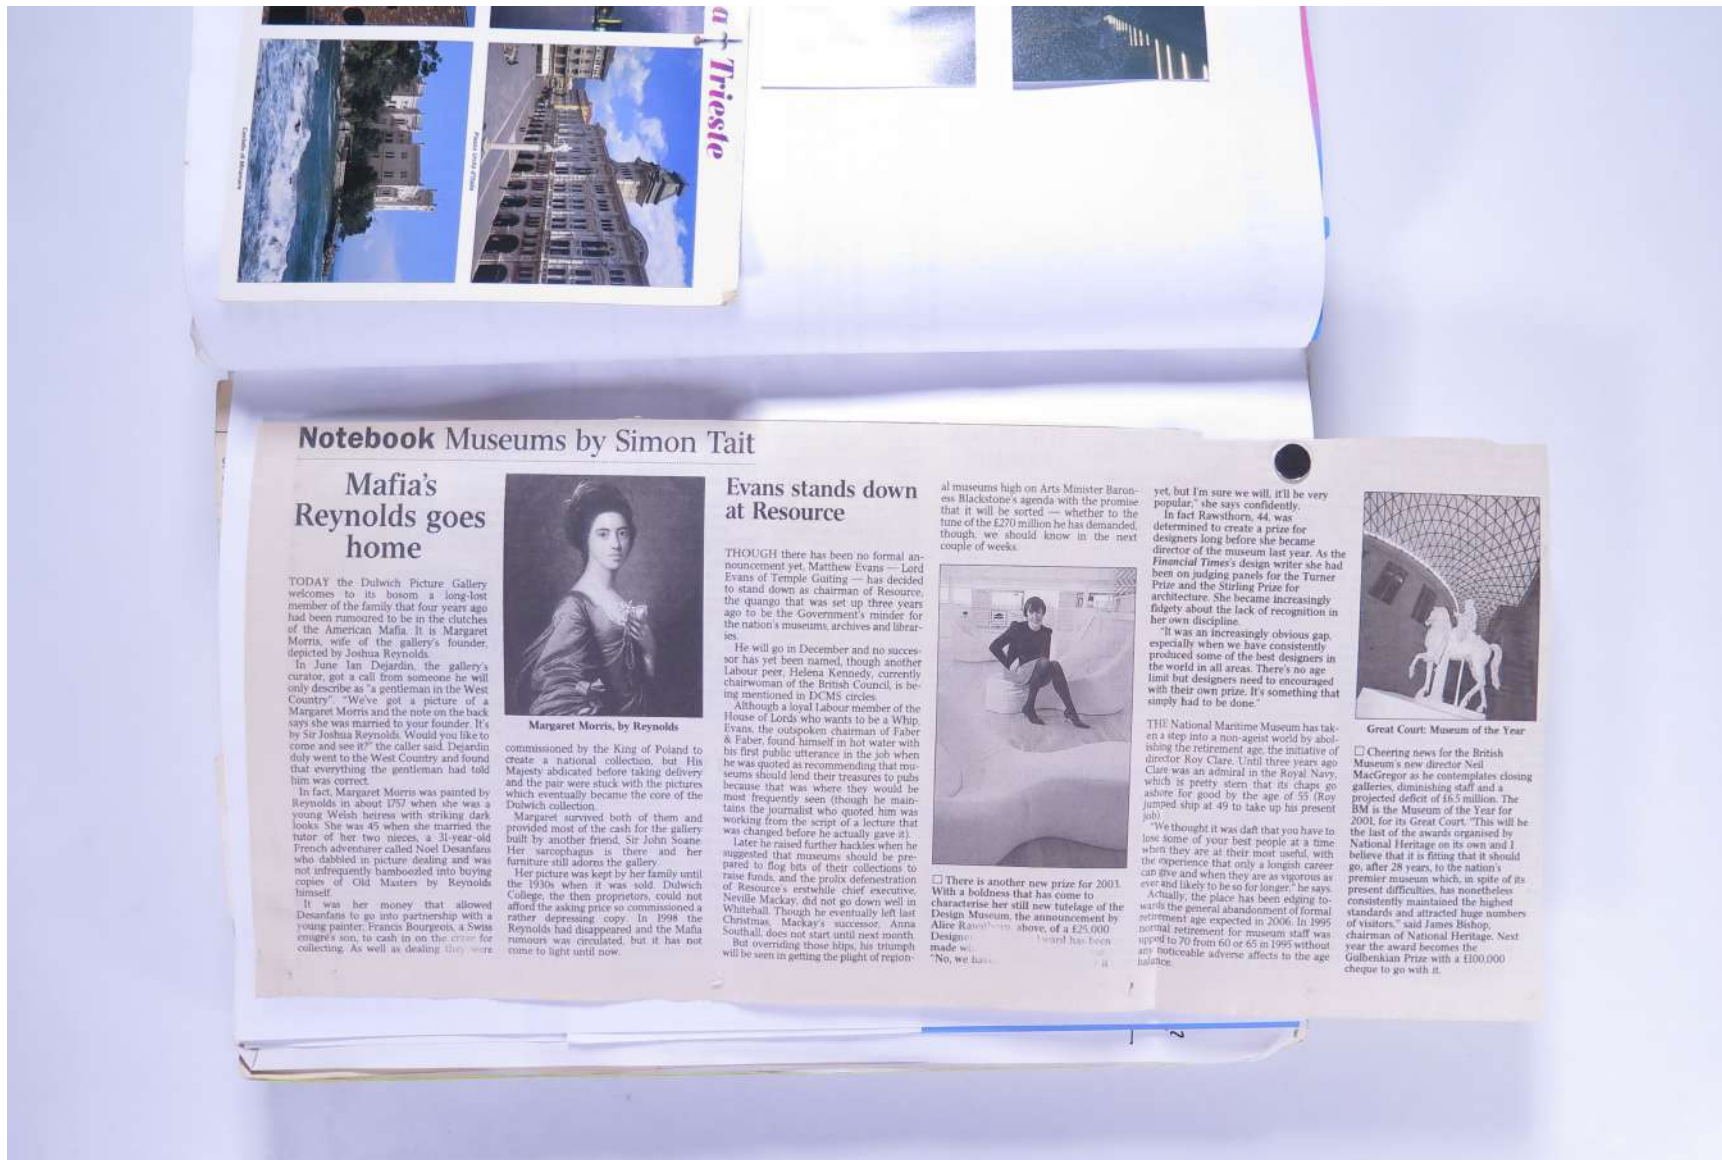 a - Trieste
Castello di Miramare
Piazza Unità d'Italia
Notebook Museums by Simon Tait
Mafia's
Reynolds goes
home
TODAY the Dulwich Picture Gallery
welcomes to its bosom a long-lost
member of the family that four years ago
had been rumoured to be in the clutches
of the American Mafia. It is Margaret
Morris, wife of the gallery's founder,
depicted by Joshua Reynolds.
In June Ian Dejardin, the gallery's
curator, got a call from someone he will
only describe as "a gentleman in the West
Country". "We've got a picture of a
Margaret Morris and the note on the back
says she was married to your founder. It's
by Sir Joshua Reynolds. Would you like to
come and see it?" the caller said. Dejardin
duly went to the West Country and found
that everything the gentleman had told
him was correct.
In fact, Margaret Morris was painted by
Reynolds in about 1757 when she was a
young Welsh heiress with striking dark
looks. She was 45 when she married the
tutor of her two nieces, a 31-year-old
French adventurer called Noel Desanfans
who dabbled in picture dealing and was
not infrequently bamboozled into buying
copies of Old Masters by Reynolds
himself.
It was her money that allowed
Desanfans to go into partnership with a
young painter, Francis Bourgeois, a Swiss
emigré's son, to cash in on the craze for
collecting. As well as dealing they were
Margaret Morris, by Reynolds
commissioned by the King of Poland to
create a national collection, but His
Majesty abdicated before taking delivery
and the pair were stuck with the pictures
which eventually became the core of the
Dulwich collection.
Margaret survived both of them and
provided most of the cash for the gallery
built by another friend, Sir John Soane.
Her sarcophagus is there and her
furniture still adorns the gallery.
Her picture was kept by her family until
the 1930s when it was sold. Dulwich
College, the then proprietors, could not
afford the asking price so commissioned a
rather depressing copy. In 1998 the
Reynolds had disappeared and the Mafia
rumours was circulated, but it has not
come to light until now.
Evans stands down
at Resource
THOUGH there has been no formal an-
nouncement yet, Matthew Evans — Lord
Evans of Temple Guiting — has decided
to stand down as chairman of Resource,
the quango that was set up three years
ago to be the Government's minder for
the nation's museums, archives and librar-
ies.
He will go in December and no succes-
sor has yet been named, though another
Labour peer, Helena Kennedy, currently
chairwoman of the British Council, is be-
ing mentioned in DCMS circles.
Although a loyal Labour member of the
House of Lords who wants to be a Whip,
Evans, the outspoken chairman of Faber
& Faber, found himself in hot water with
his first public utterance in the job when
he was quoted as recommending that mu-
seums should lend their treasures to pubs
because that was where they would be
most frequently seen (though he main-
tains the journalist who quoted him was
working from the script of a lecture that
was changed before he actually gave it).
Later he raised further hackles when he
suggested that museums should be pre-
pared to flog bits of their collections to
raise funds, and the prolix defenestration
of Resource's erstwhile chief executive,
Neville Mackay, did not go down well in
Whitehall. Though he eventually left last
Christmas, Mackay's successor, Anna
Southall, does not start until next month.
But overriding those blips, his triumph
will be seen in getting the plight of region-
al museums high on Arts Minister Baron-
ess Blackstone's agenda with the promise
that it will be sorted — whether to the
tune of the £270 million he has demanded,
though, we should know in the next
couple of weeks.
☐ There is another new prize for 2003.
With a boldness that has come to
characterise her still new tutelage of the
Design Museum, the announcement by
Alice Rawsthorn, above, of a £25,000
Designer award has been
made
"No, we have it
yet, but I'm sure we will, it'll be very
popular," she says confidently.
In fact Rawsthorn, 44, was
determined to create a prize for
designers long before she became
director of the museum last year. As the
Financial Times's design writer she had
been on judging panels for the Turner
Prize and the Stirling Prize for
architecture. She became increasingly
fidgety about the lack of recognition in
her own discipline.
"It was an increasingly obvious gap,
especially when we have consistently
produced some of the best designers in
the world in all areas. There's no age
limit but designers need to encouraged
with their own prize. It's something that
simply had to be done."
THE National Maritime Museum has tak-
en a step into a non-ageist world by abol-
ishing the retirement age, the initiative of
director Roy Clare. Until three years ago
Clare was an admiral in the Royal Navy,
which is pretty stern that its chaps go
ashore for good by the age of 55 (Roy
jumped ship at 49 to take up his present
job).
"We thought it was daft that you have to
lose some of your best people at a time
when they are at their most useful, with
the experience that only a longish career
can give and when they are as vigorous as
ever and likely to be so for longer," he says.
Actually, the place has been edging to-
wards the general abandonment of formal
retirement age expected in 2006. In 1995
normal retirement for museum staff was
upped to 70 from 60 or 65 in 1995 without
any noticeable adverse affects to the age
balance.
Great Court: Museum of the Year
☐ Cheering news for the British
Museum's new director Neil
MacGregor as he contemplates closing
galleries, diminishing staff and a
projected deficit of £6.5 million. The
BM is the Museum of the Year for
2001, for its Great Court. "This will be
the last of the awards organised by
National Heritage on its own and I
believe that it is fitting that it should
go, after 28 years, to the nation's
premier museum which, in spite of its
present difficulties, has nonetheless
consistently maintained the highest
standards and attracted huge numbers
of visitors," said James Bishop,
chairman of National Heritage. Next
year the award becomes the
Gulbenkian Prize with a £100,000
cheque to go with it.